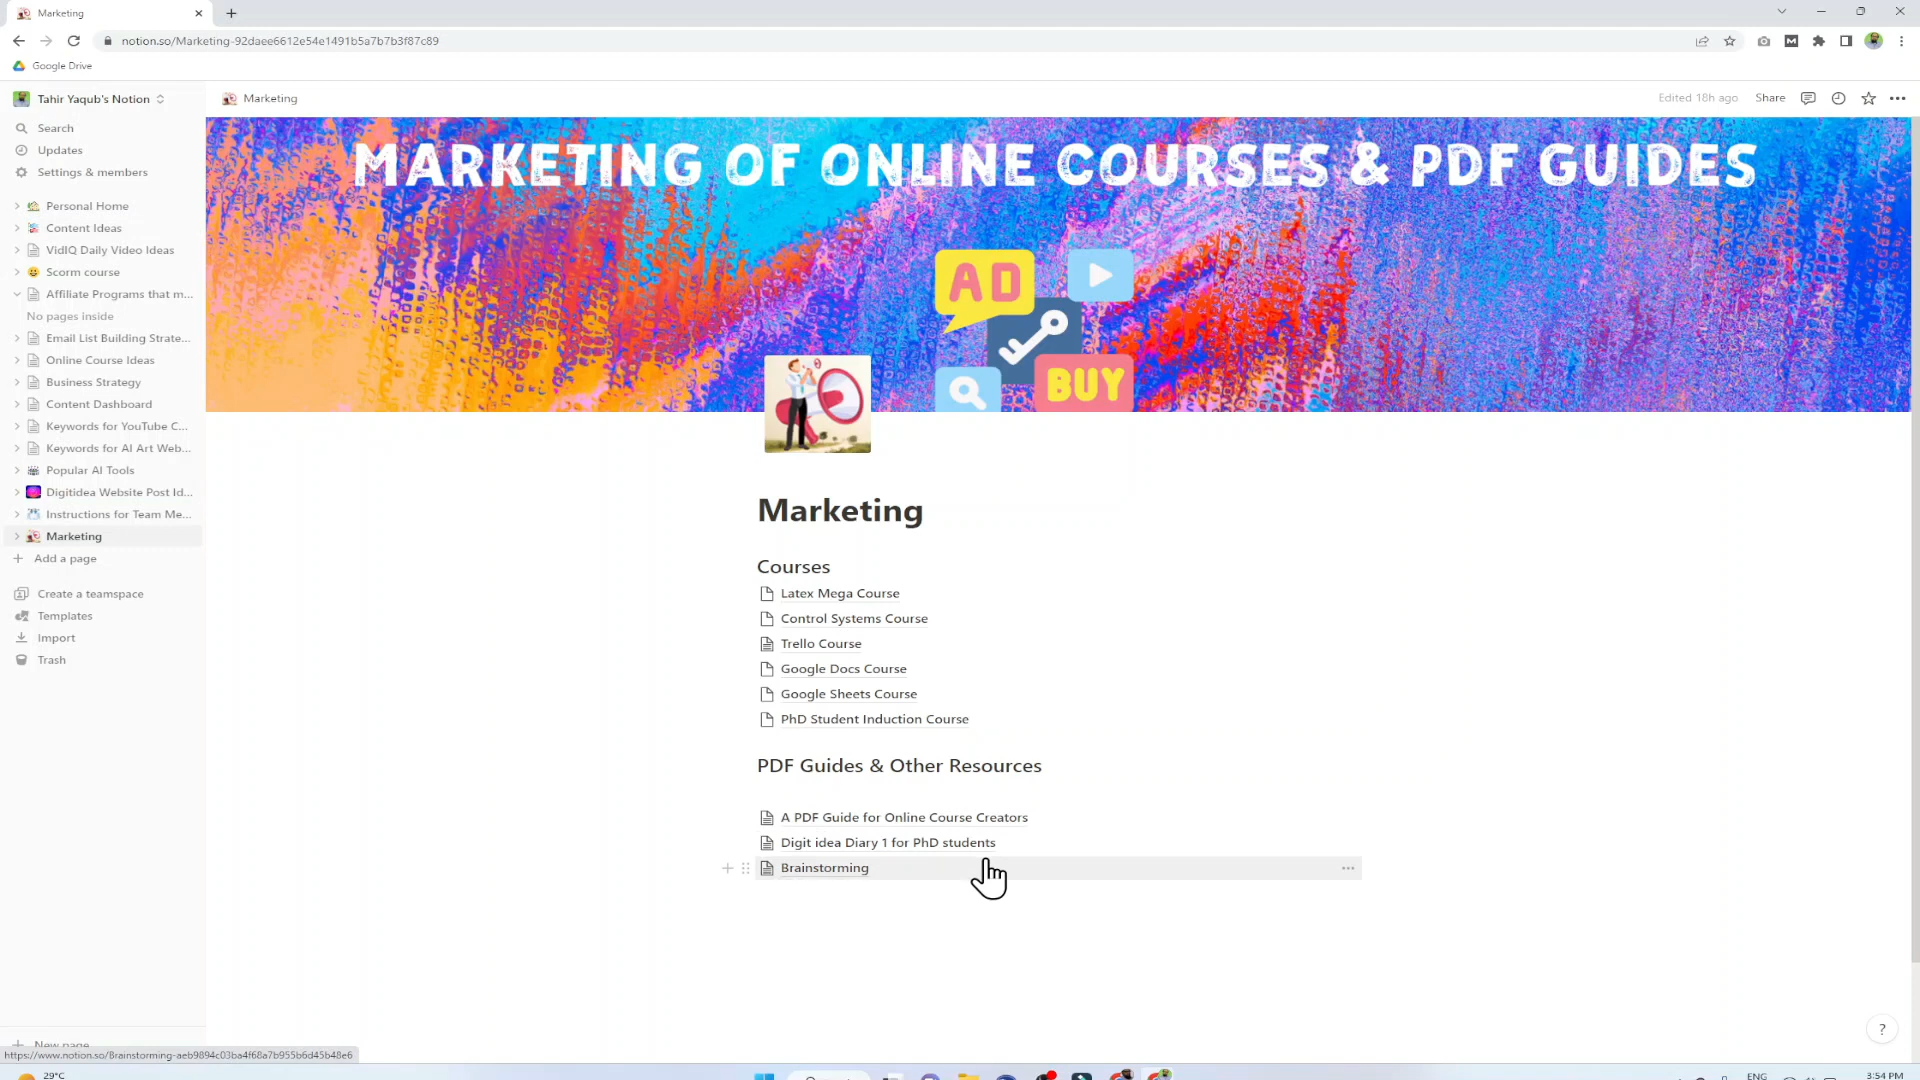 Marketing
notion.so/Marketing-92daee6612e54e1491b5a7b7b3f87c89
Google Drive
Tahir Yaqub's Notion
Marketing
Edited 18h ago
Share
Search
Updates
Settings & members
Personal Home
Content Ideas
VidIQ Daily Video Ideas
Scorm course
Affiliate Programs that m...
No pages inside
Email List Building Strate...
Online Course Ideas
Business Strategy
Content Dashboard
Keywords for YouTube C...
Keywords for AI Art Web...
Popular AI Tools
Digitidea Website Post Id...
Instructions for Team Me...
Marketing
Add a page
Create a teamspace
Templates
Import
Trash
New page
MARKETING OF ONLINE COURSES & PDF GUIDES
AD
BUY
Marketing
Courses
Latex Mega Course
Control Systems Course
Trello Course
Google Docs Course
Google Sheets Course
PhD Student Induction Course
PDF Guides & Other Resources
A PDF Guide for Online Course Creators
Digit idea Diary 1 for PhD students
Brainstorming
?
https://www.notion.so/Brainstorming-aeb9894c03ba4f68a7b955b6d45b48e6
29°C
ENG
3:54 PM